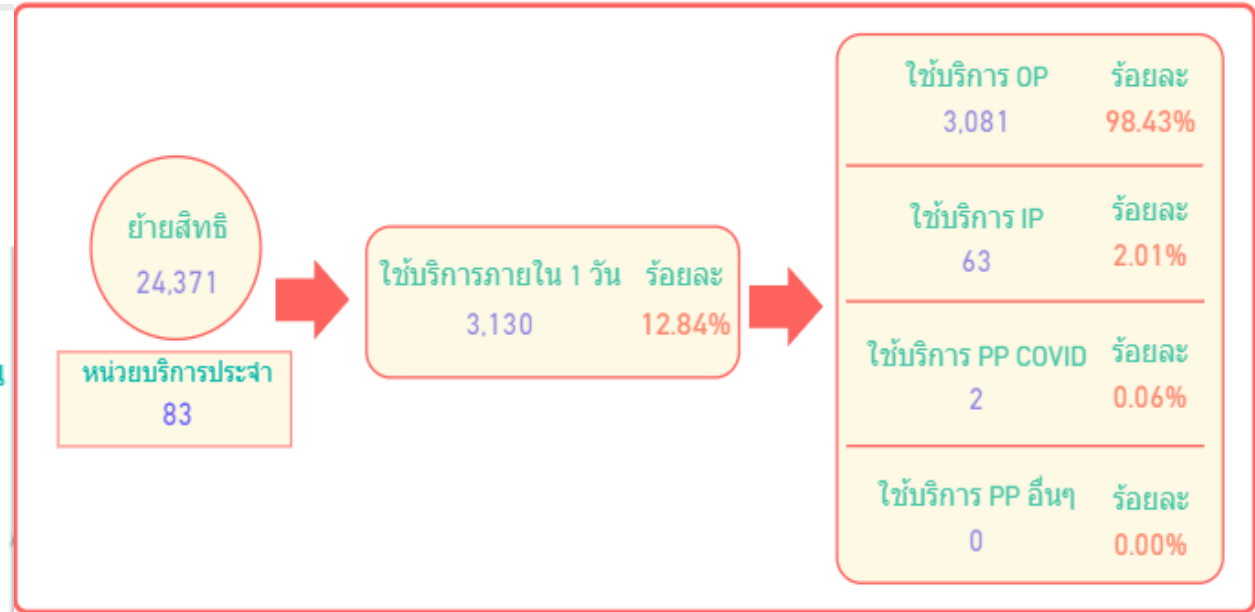 ย้ายสิทธิ
24,371
หน่วยบริการประจำ
83
ใช้บริการภายใน 1 วัน ร้อยละ
3,130 12.84%
ใช้บริการ OP ร้อยละ
3,081 98.43%
ใช้บริการ IP ร้อยละ
63 2.01%
ใช้บริการ PP COVID ร้อยละ
2 0.06%
ใช้บริการ PP อื่นๆ ร้อยละ
0 0.00%